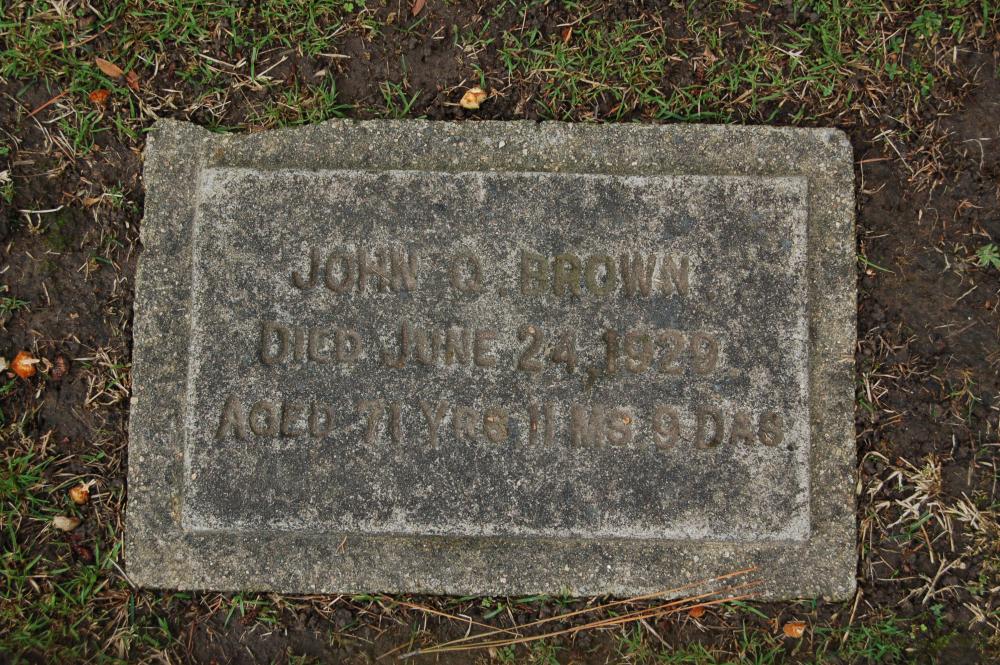 JOHN Q BROWN
DIED JUNE 24, 1929.
AGED 71 YRS 11 MS 9 DAS.